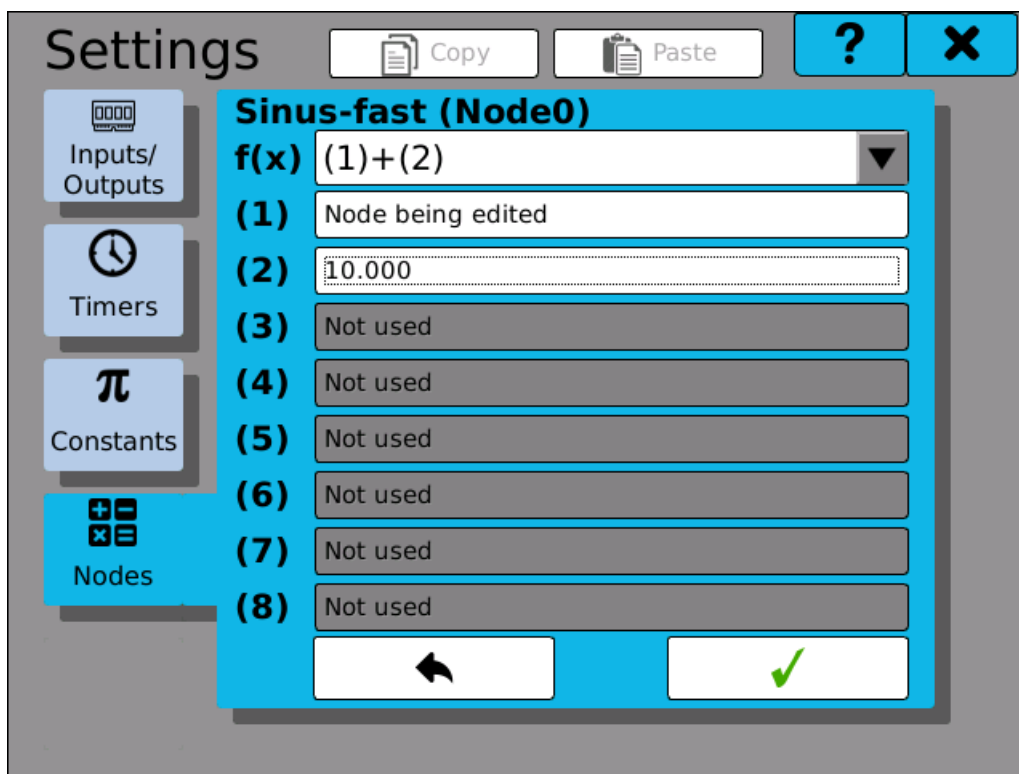 Settings
Copy
Paste
?
Inputs/
Outputs
Timers
π
Constants
Nodes
Sinus-fast (Node0)
f(x) (1)+(2)
(1) Node being edited
(2) 10.000
(3) Not used
(4) Not used
(5) Not used
(6) Not used
(7) Not used
(8) Not used